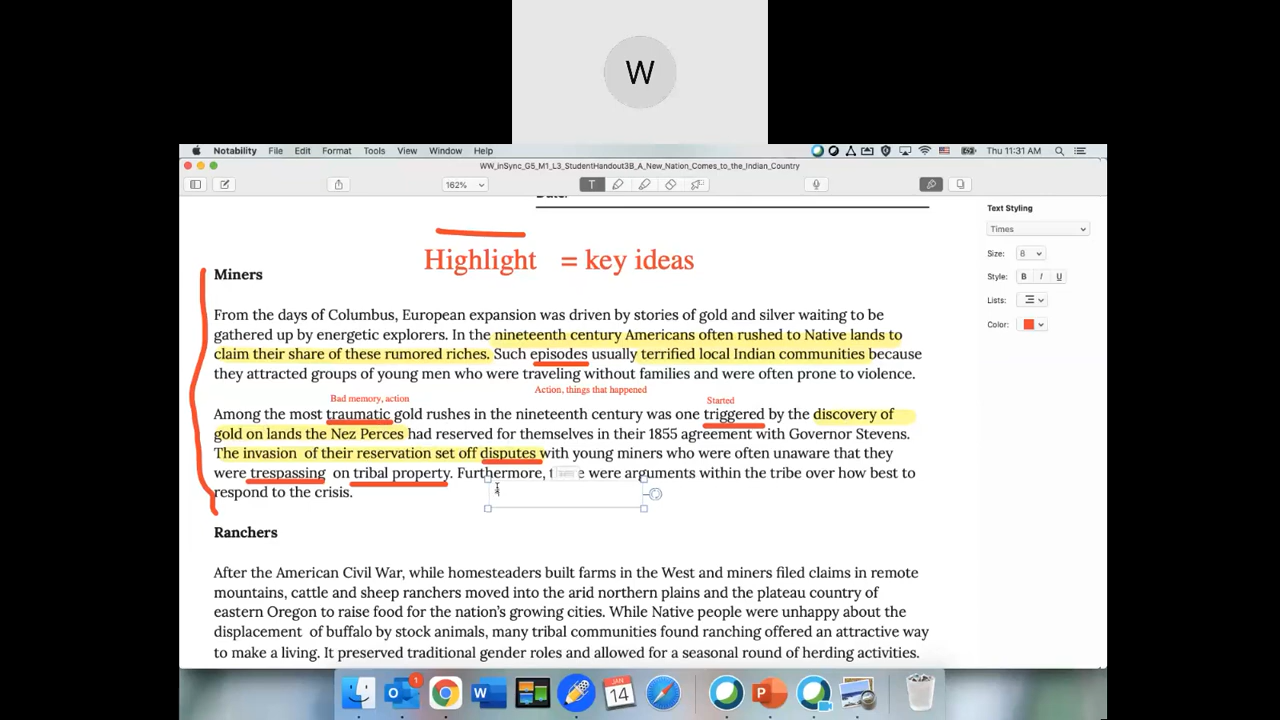 W
Notability File Edit Format Tools View Window Help Thu 11:31 AM
WW_inSync_G5_M1_L3_StudentHandout3B_A_New_Nation_Comes_to_the_Indian_Country
162% T
Text Styling
Times
Size: 8
Style: B I U
Lists:
Color:
Highlight = key ideas
Miners
From the days of Columbus, European expansion was driven by stories of gold and silver waiting to be
gathered up by energetic explorers. In the nineteenth century Americans often rushed to Native lands to
claim their share of these rumored riches. Such episodes usually terrified local Indian communities because
they attracted groups of young men who were traveling without families and were often prone to violence.
Action, things that happened
Bad memory, action
Started
Among the most traumatic gold rushes in the nineteenth century was one triggered by the discovery of
gold on lands the Nez Perces had reserved for themselves in their 1855 agreement with Governor Stevens.
The invasion of their reservation set off disputes with young miners who were often unaware that they
were trespassing on tribal property. Furthermore, were arguments within the tribe over how best to
respond to the crisis.
Ranchers
After the American Civil War, while homesteaders built farms in the West and miners filed claims in remote
mountains, cattle and sheep ranchers moved into the arid northern plains and the plateau country of
eastern Oregon to raise food for the nation's growing cities. While Native people were unhappy about the
displacement of buffalo by stock animals, many tribal communities found ranching offered an attractive way
to make a living. It preserved traditional gender roles and allowed for a seasonal round of herding activities.
1
W
JAN
14
P